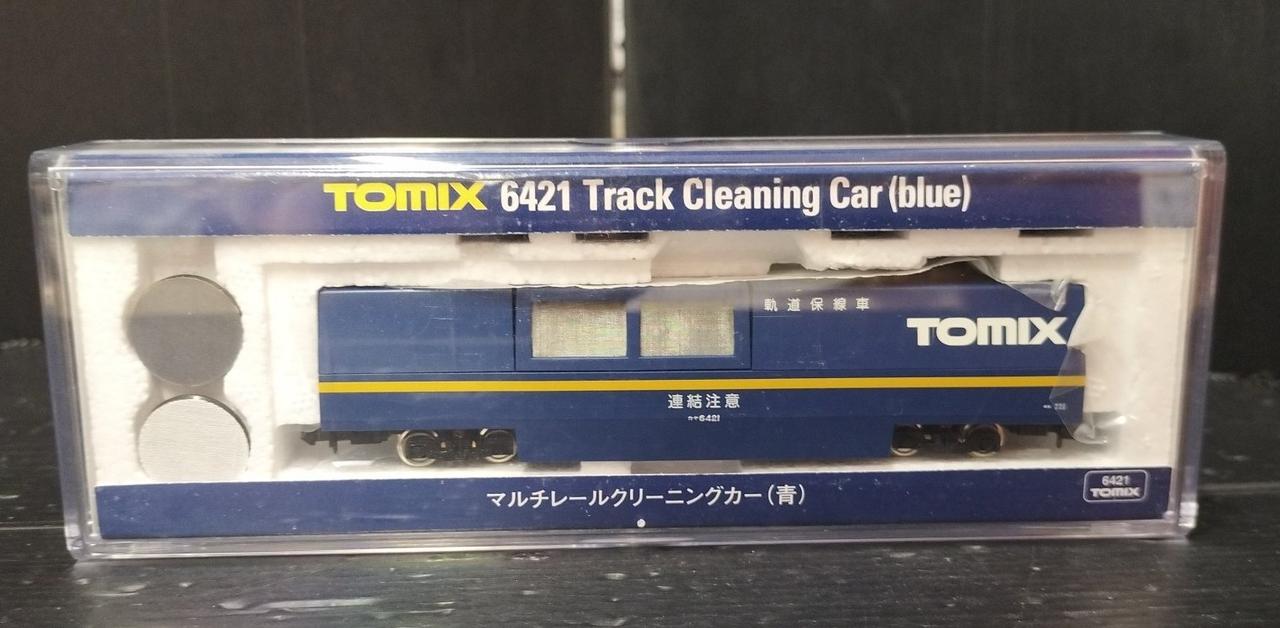 TOMIX 6421 Track Cleaning Car (blue)
軌道保線車
TOMIX
連結注意
6421
マルチレールクリーニングカー(青)
6421
TOMIX